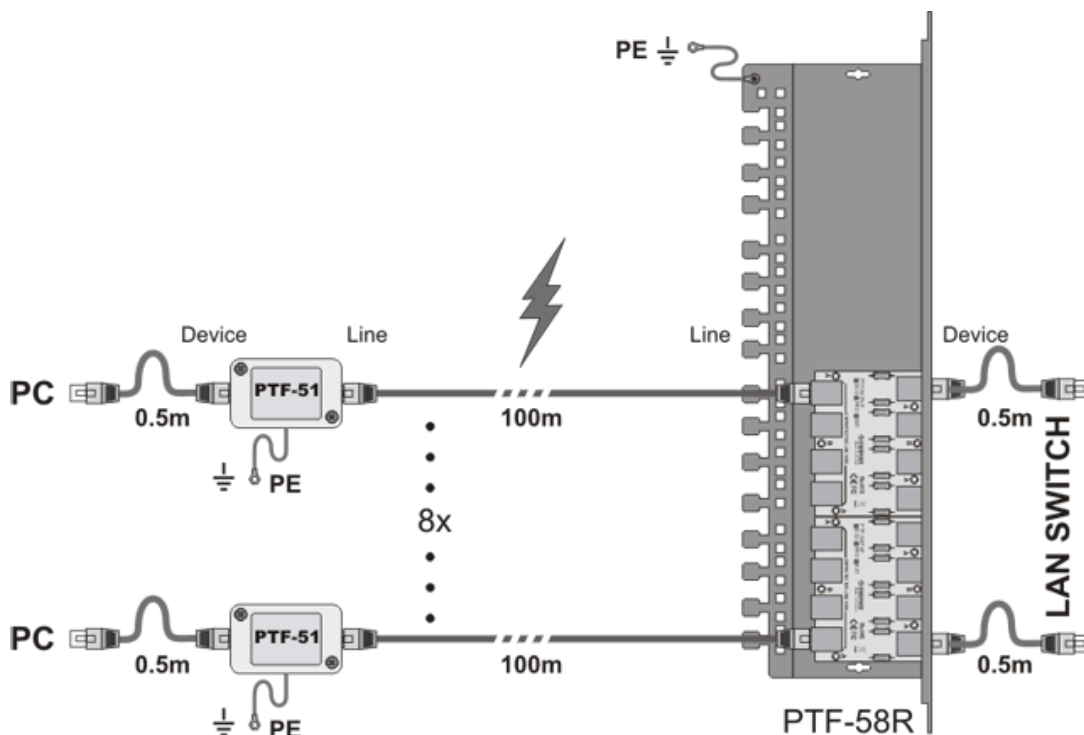 PE
Device
Line
Line
Device
PC
PTF-51
0.5m
100m
0.5m
PE
8x
LAN SWITCH
PC
PTF-51
0.5m
100m
0.5m
PE
PTF-58R